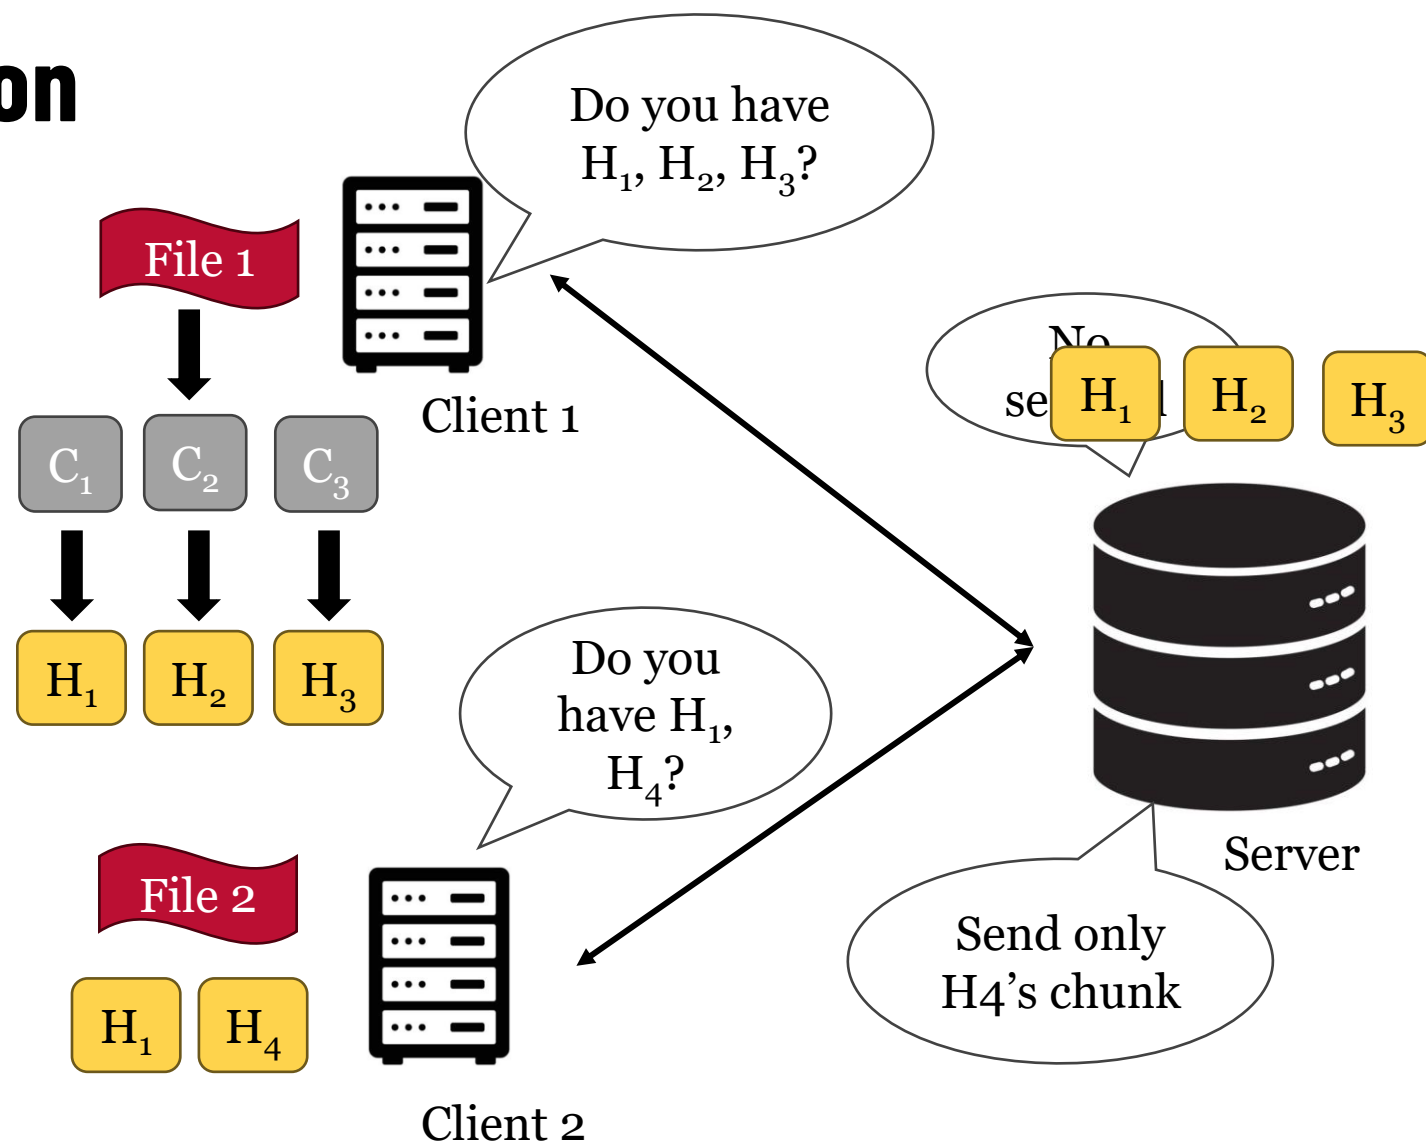 on
Do you have
H₁, H₂, H₃?
File 1
Client 1
No
H₁
H₂
H₃
C₁
C₂
C₃
H₁
H₂
H₃
Do you
have H₁,
H₄?
Server
File 2
Send only
H4's chunk
H₁
H₄
Client 2